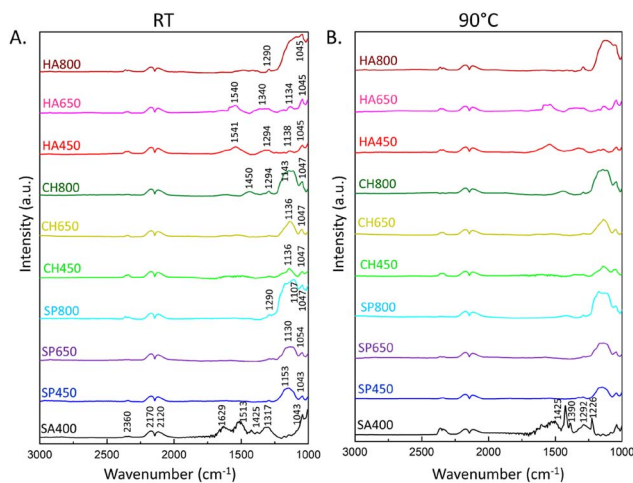 RT
90°C
A.
B.
HA800
1290
1045
HA650
1540
1340
1134
1045
HA450
1541
1294
1138
1045
CH800
1450
1294
1143
1047
CH650
1136
1047
CH450
1136
1047
SP800
1290
1107
1047
SP650
1130
1054
SP450
1153
1043
SA400
2360
2170
2120
1629
1513
1425
1317
1043
Intensity (a.u.)
3000 2500 2000 1500 1000
Wavenumber (cm-1)
HA800
HA650
HA450
CH800
CH650
CH450
SP800
SP650
SP450
SA400
1425
1390
1292
1226
Intensity (a.u.)
3000 2500 2000 1500 1000
Wavenumber (cm-1)